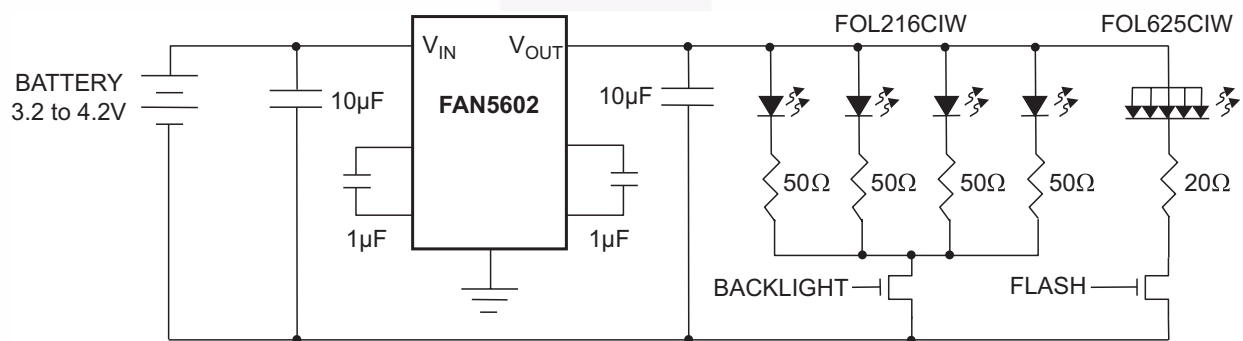 FOL216CIW
FOL625CIW
V_IN
V_OUT
BATTERY
3.2 to 4.2V
10µF
FAN5602
10µF
50Ω
50Ω
50Ω
50Ω
20Ω
1µF
1µF
BACKLIGHT
FLASH